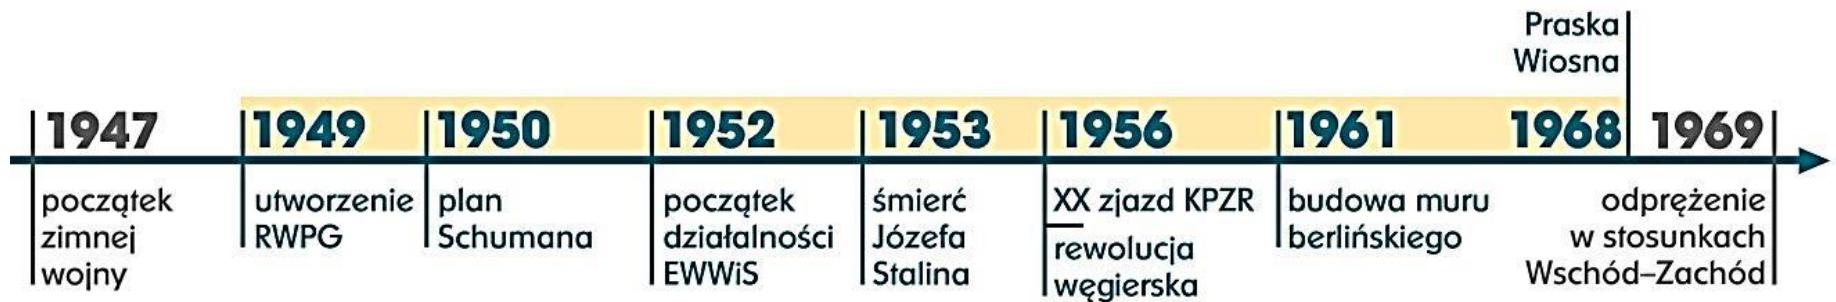 Praska
Wiosna
1947
1949
1950
1952
1953
1956
1961
1968
1969
początek
zimnej
wojny
utworzenie
RWPG
plan
Schumana
początek
działalności
EWWiS
śmierć
Józefa
Stalina
XX zjazd KPZR
rewolucja
węgierska
budowa muru
berlińskiego
odprężenie
w stosunkach
Wschód–Zachód